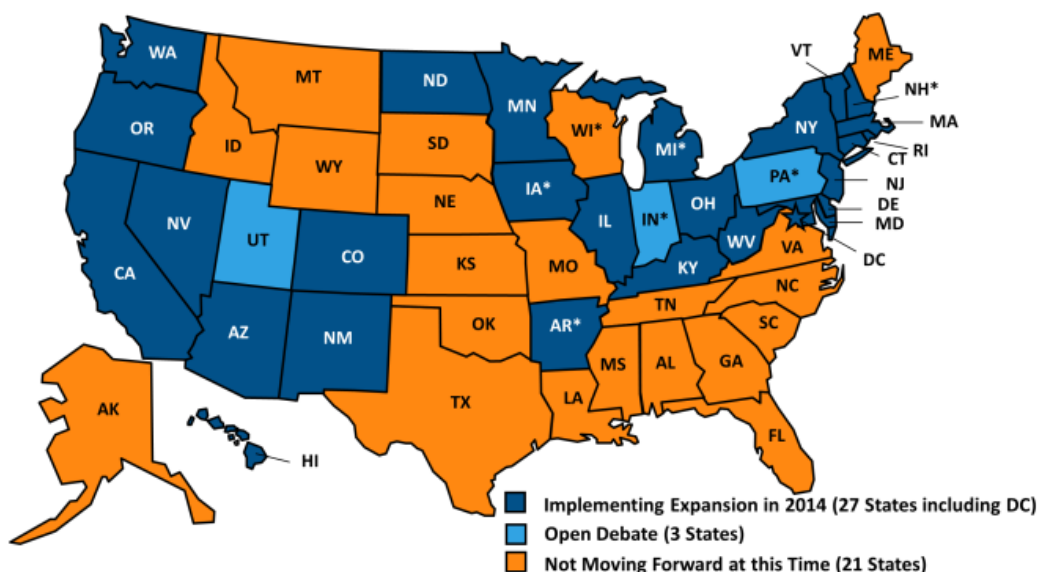 WA
MT
ND
MN
VT
ME
NH*
MA
RI
CT
NJ
DE
MD
DC
OR
ID
SD
WI*
MI*
NY
WY
PA*
IA*
NE
NV
UT
CO
IL
IN*
OH
WV
VA
CA
KS
MO
KY
NC
TN
AZ
NM
OK
AR*
SC
MS
AL
GA
AK
TX
LA
FL
HI
Implementing Expansion in 2014 (27 States including DC)
Open Debate (3 States)
Not Moving Forward at this Time (21 States)